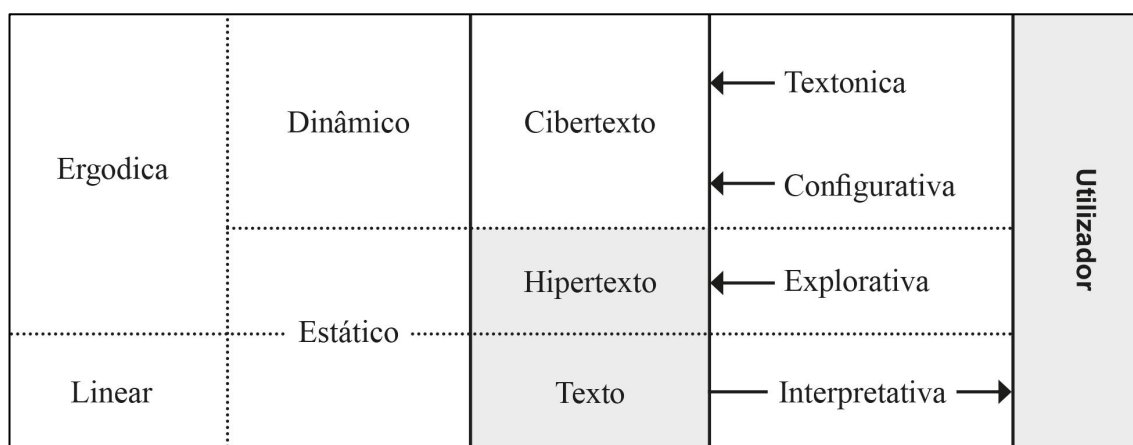 Textonica
Dinâmico
Cibertexto
Ergodica
Configurativa
Utilizador
Hipertexto
Explorativa
Estático
Linear
Texto
Interpretativa